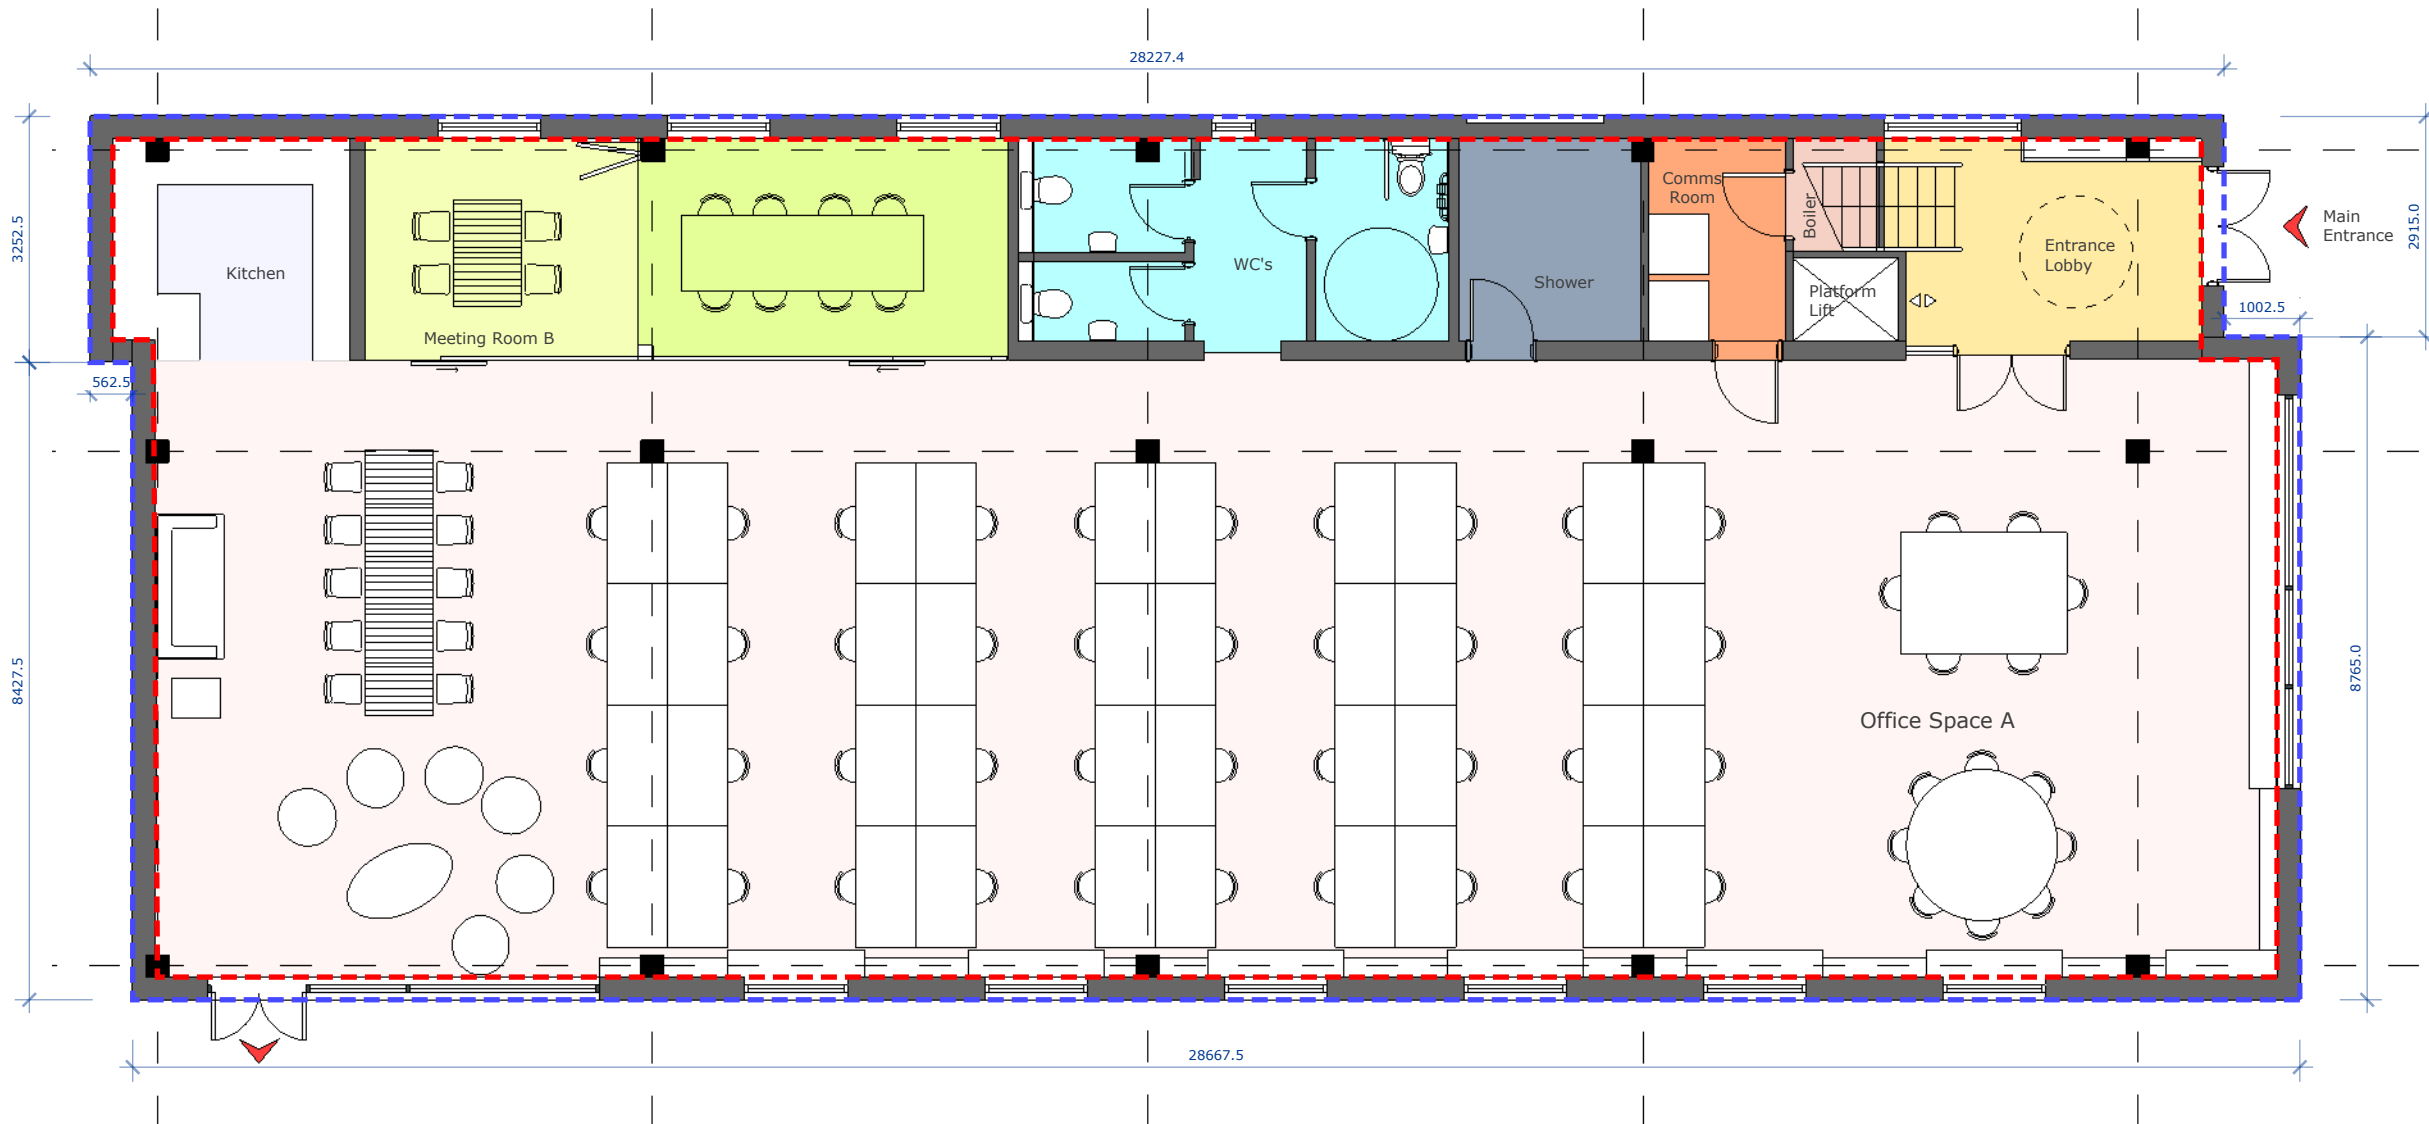 28227.4
3252.5
2915.0
Main
Entrance
Comms
Room
Boiler
Entrance
Lobby
WC's
Kitchen
Shower
Platform
Lift
1002.5
Meeting Room B
562.5
8427.5
8765.0
Office Space A
28667.5